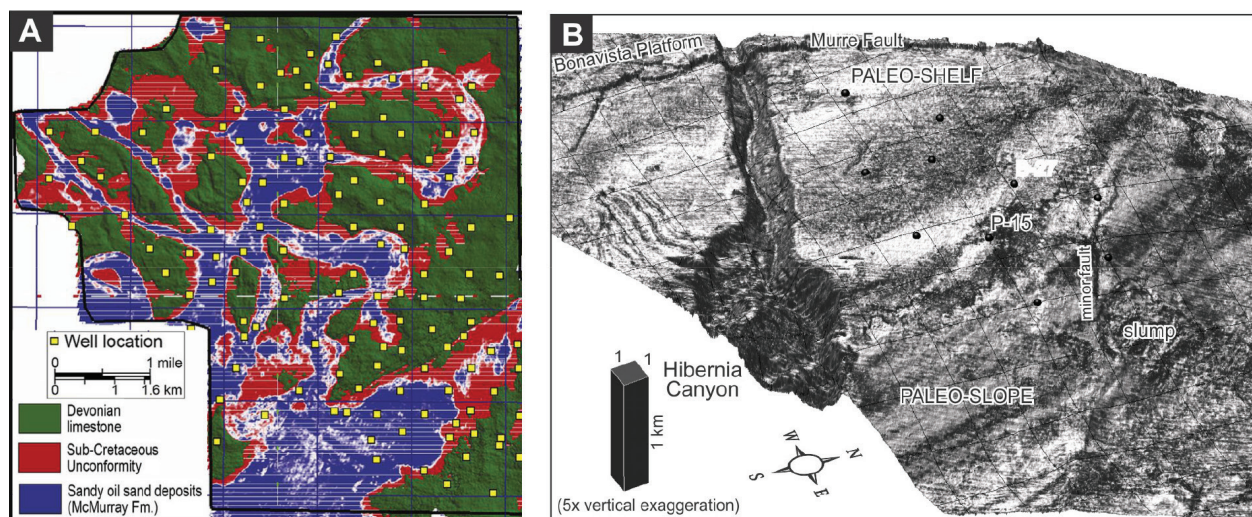 A
Well location
0 1 mile
0 1 1.6 km
Devonian
limestone
Sub-Cretaceous
Unconformity
Sandy oil sand deposits
(McMurray Fm.)
B
Bonavista Platform
Murre Fault
PALEO-SHELF
B-27
P-15
minor fault
slump
PALEO-SLOPE
1 1
1 km
Hibernia
Canyon
(5x vertical exaggeration)
W
N
S
E